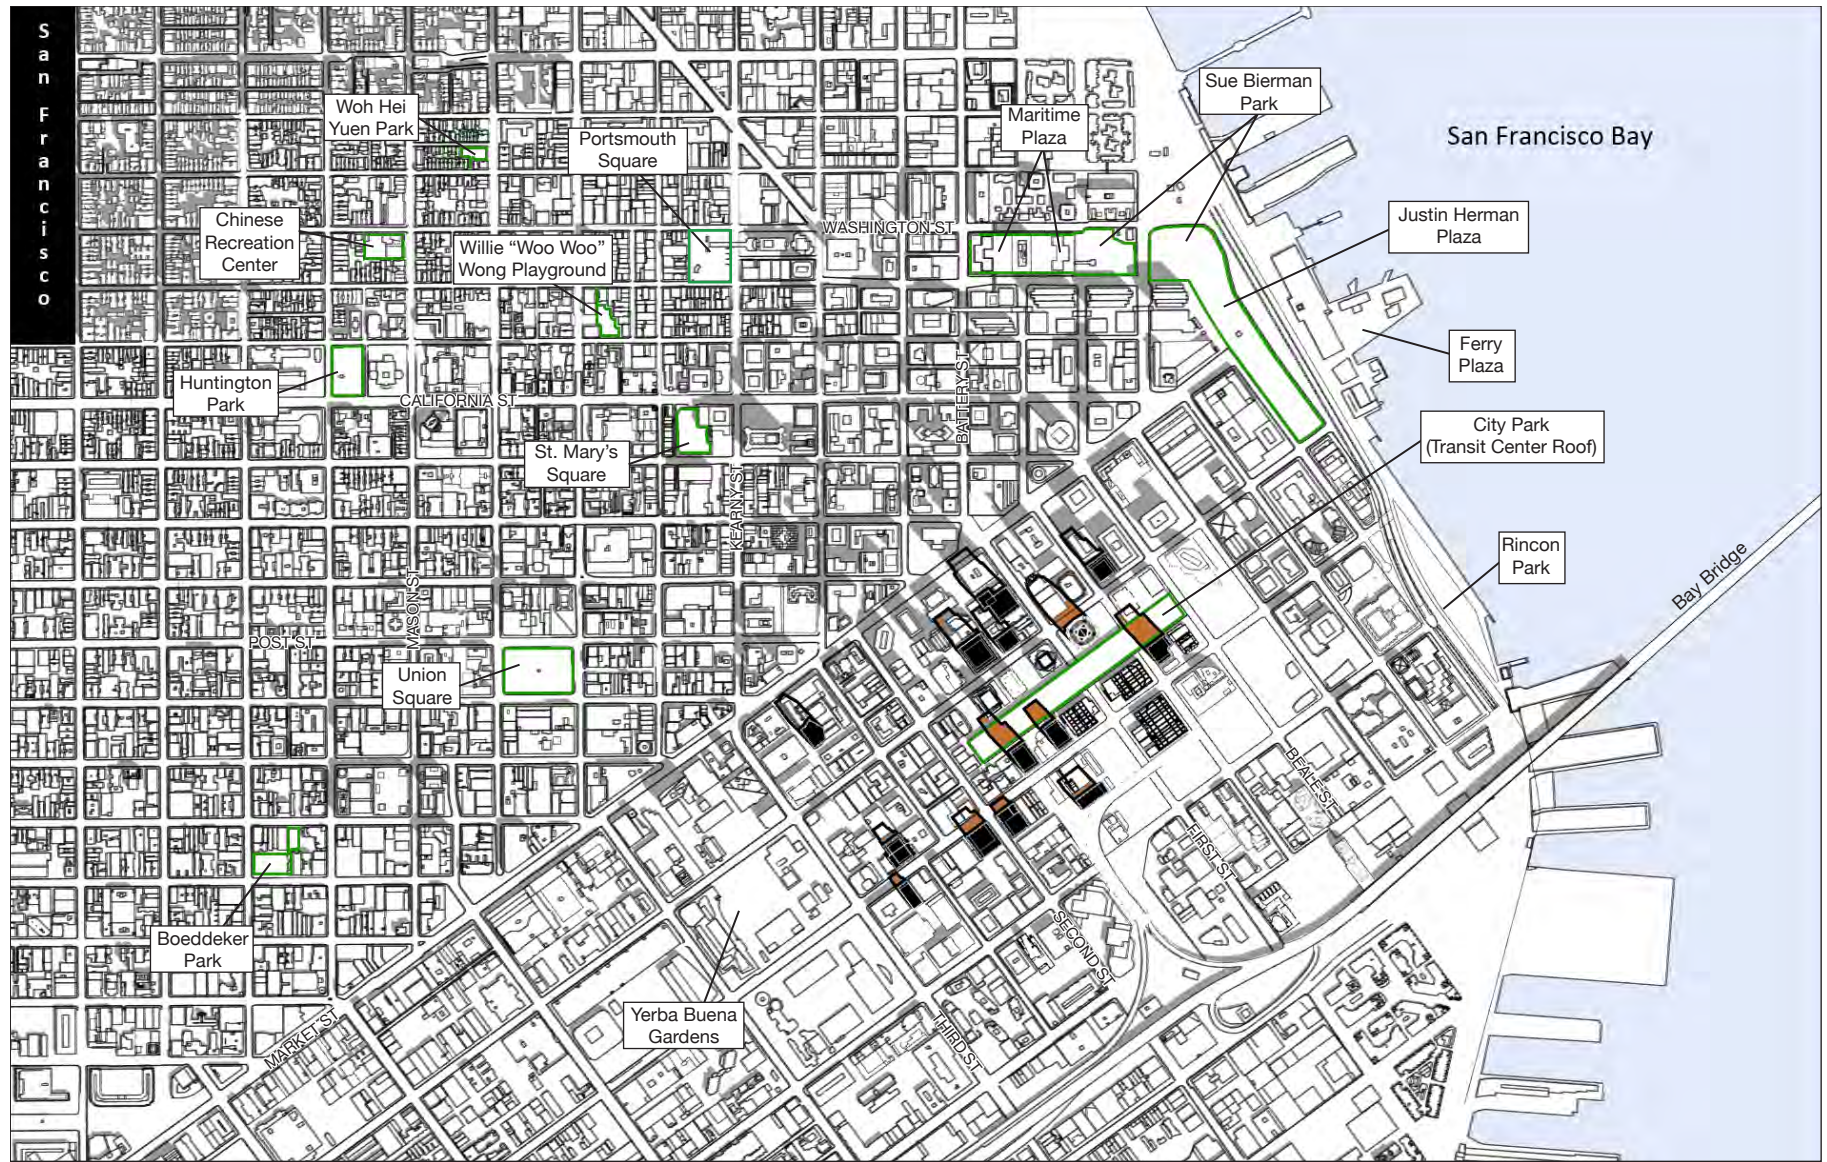 San Francisco
Sue Bierman
Park
Woh Hei
Yuen Park
Maritime
Plaza
Portsmouth
Square
San Francisco Bay
Chinese
Recreation
Center
Justin Herman
Plaza
WASHINGTON ST
Willie “Woo Woo”
Wong Playground
Ferry
Plaza
Huntington
Park
CALIFORNIA ST
BATTERY ST
City Park
(Transit Center Roof)
St. Mary’s
Square
KEARNY ST
Rincon
Park
Bay Bridge
MASON ST
POST ST
Union
Square
BEALE ST
FIRST ST
Boeddeker
Park
SECOND ST
Yerba Buena
Gardens
MARKET ST
THIRD ST